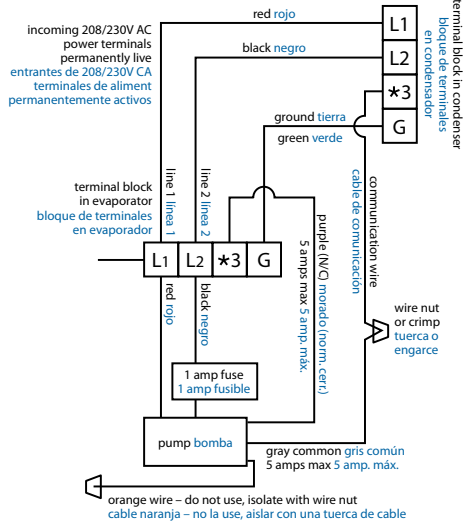 red rojo
L1
incoming 208/230V AC
power terminals
permanently live
entrantes de 208/230V CA
terminales de aliment
permanentemente activos
black negro
L2
*3
G
terminal block in condenser
bloque de terminales
en condensador
ground tierra
green verde
line 1 línea 1
line 2 línea 2
terminal block
in evaporator
bloque de terminales
en evaporador
L1
L2
*3
G
purple (N/C) morado (norm. cerr.)
5 amps max 5 amp. máx.
communication wire
cable de comunicación
red rojo
black negro
wire nut
or crimp
tuerca o
engarce
1 amp fuse
1 amp fusible
pump bomba
gray common gris común
5 amps max 5 amp. máx.
orange wire – do not use, isolate with wire nut
cable naranja – no la use, aislar con una tuerca de cable